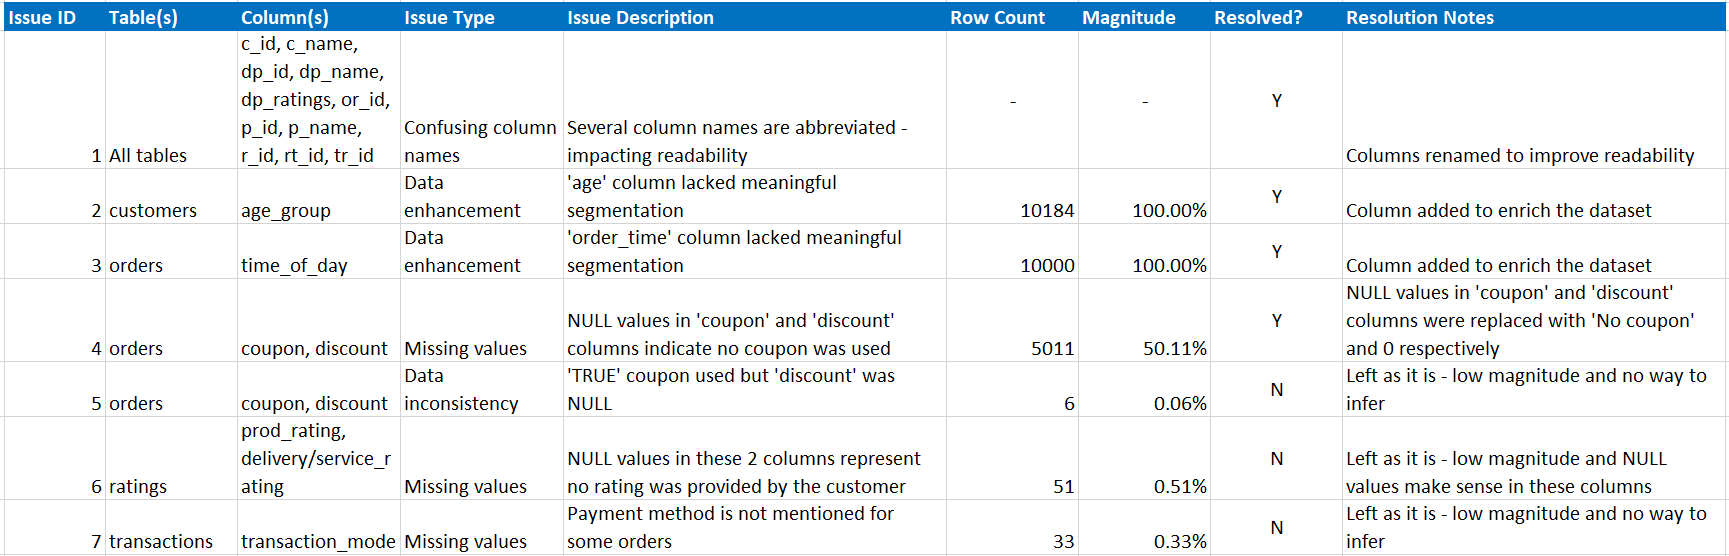 Issue ID Table(s) Column(s) Issue Type Issue Description Row Count Magnitude Resolved? Resolution Notes
1 All tables
c_id, c_name,
dp_id, dp_name,
dp_ratings, or_id,
p_id, p_name,
r_id, rt_id, tr_id
Confusing column
names
Several column names are abbreviated -
impacting readability
- - Y
Columns renamed to improve readability
2 customers age_group
Data
enhancement
'age' column lacked meaningful
segmentation
10184 100.00% Y
Column added to enrich the dataset
3 orders time_of_day
Data
enhancement
'order_time' column lacked meaningful
segmentation
10000 100.00% Y
Column added to enrich the dataset
4 orders coupon, discount Missing values
NULL values in 'coupon' and 'discount'
columns indicate no coupon was used
5011 50.11% Y
NULL values in 'coupon' and 'discount'
columns were replaced with 'No coupon'
and 0 respectively
5 orders coupon, discount
Data
inconsistency
'TRUE' coupon used but 'discount' was
NULL
6 0.06% N
Left as it is - low magnitude and no way to
infer
6 ratings
prod_rating,
delivery/service_r
ating
Missing values
NULL values in these 2 columns represent
no rating was provided by the customer
51 0.51% N
Left as it is - low magnitude and NULL
values make sense in these columns
7 transactions transaction_mode Missing values
Payment method is not mentioned for
some orders
33 0.33% N
Left as it is - low magnitude and no way to
infer